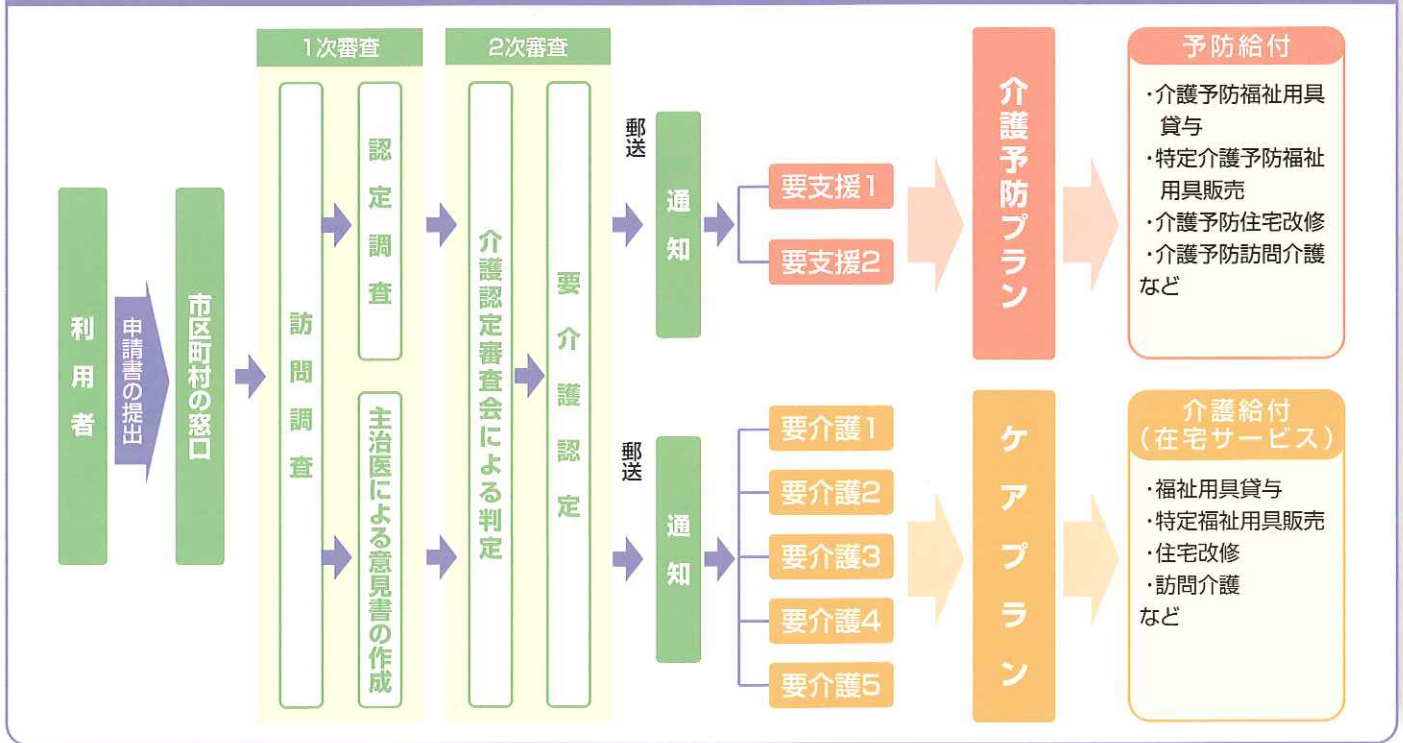 利用者
申請書の提出
市区町村の窓口
1次審査
訪問調査
認定調査
主治医による意見書の作成
2次審査
介護認定審査会による判定
要介護認定
郵送
通知
要支援1
要支援2
介護予防プラン
予防給付
・介護予防福祉用具
貸与
・特定介護予防福祉
用具販売
・介護予防住宅改修
・介護予防訪問介護
など
郵送
通知
要介護1
要介護2
要介護3
要介護4
要介護5
ケアプラン
介護給付
(在宅サービス)
・福祉用具貸与
・特定福祉用具販売
・住宅改修
・訪問介護
など